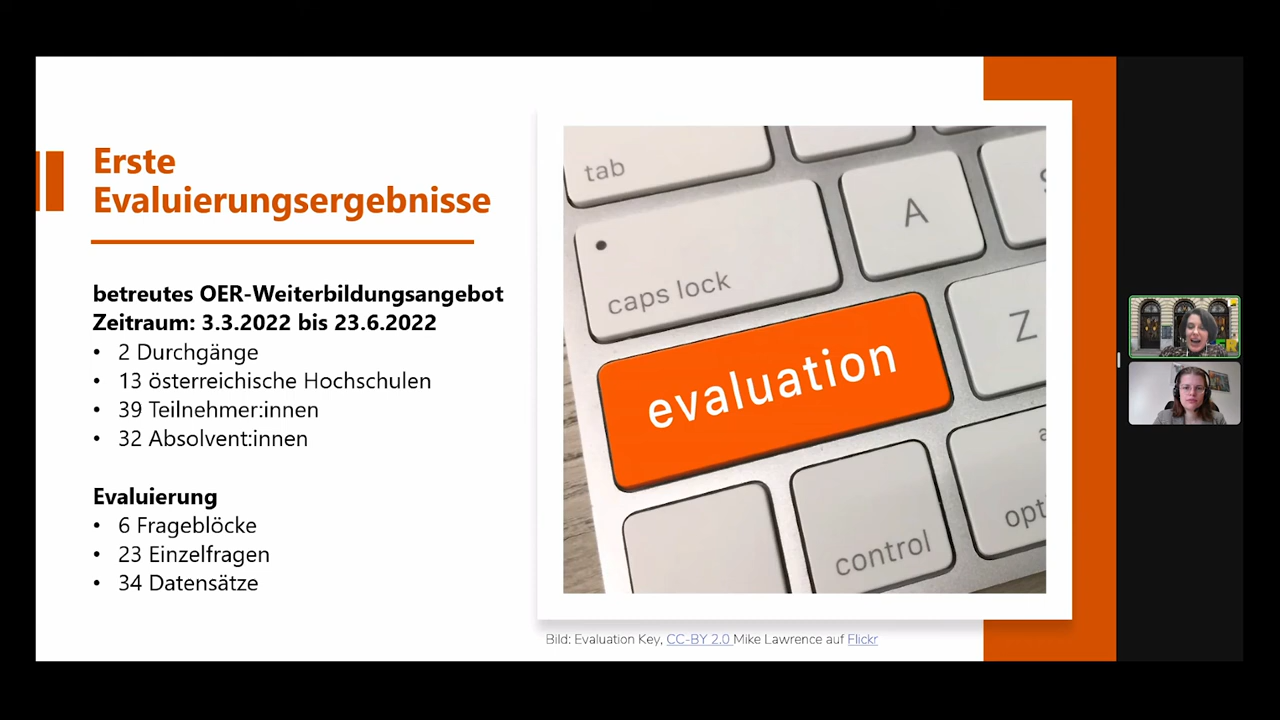 Erste
Evaluierungsergebnisse
betreutes OER-Weiterbildungsangebot
Zeitraum: 3.3.2022 bis 23.6.2022
• 2 Durchgänge
• 13 österreichische Hochschulen
• 39 Teilnehmer:innen
• 32 Absolvent:innen
Evaluierung
• 6 Frageblöcke
• 23 Einzelfragen
• 34 Datensätze
tab
caps lock
A
evaluation
Z
control
opti
Bild: Evaluation Key, CC-BY 2.0 Mike Lawrence auf Flickr